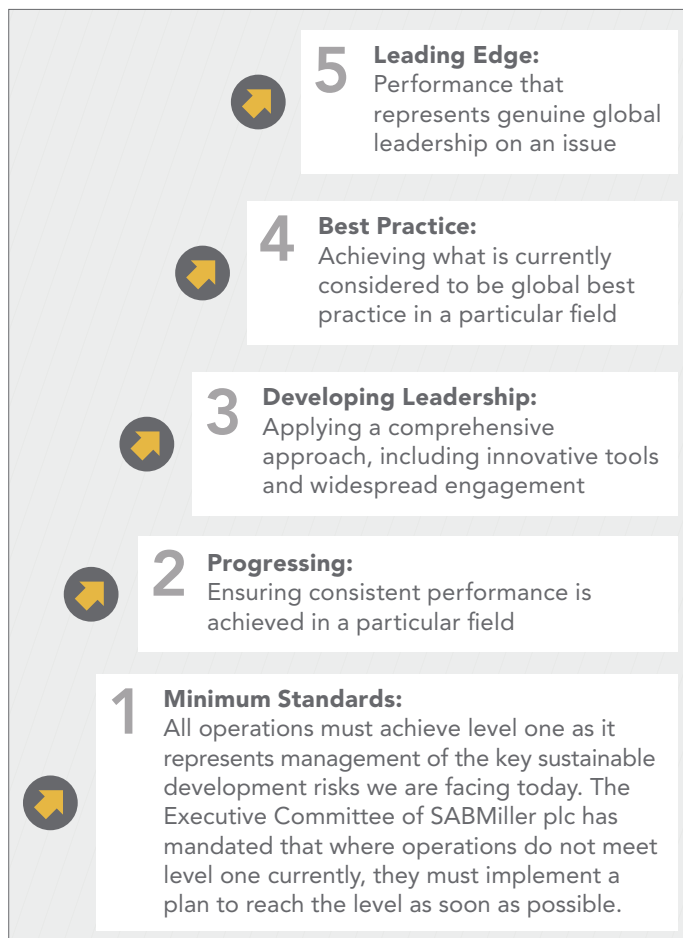 5 Leading Edge:
Performance that
represents genuine global
leadership on an issue
4 Best Practice:
Achieving what is currently
considered to be global best
practice in a particular field
3 Developing Leadership:
Applying a comprehensive
approach, including innovative tools
and widespread engagement
2 Progressing:
Ensuring consistent performance is
achieved in a particular field
1 Minimum Standards:
All operations must achieve level one as it
represents management of the key sustainable
development risks we are facing today. The
Executive Committee of SABMiller plc has
mandated that where operations do not meet
level one currently, they must implement a
plan to reach the level as soon as possible.